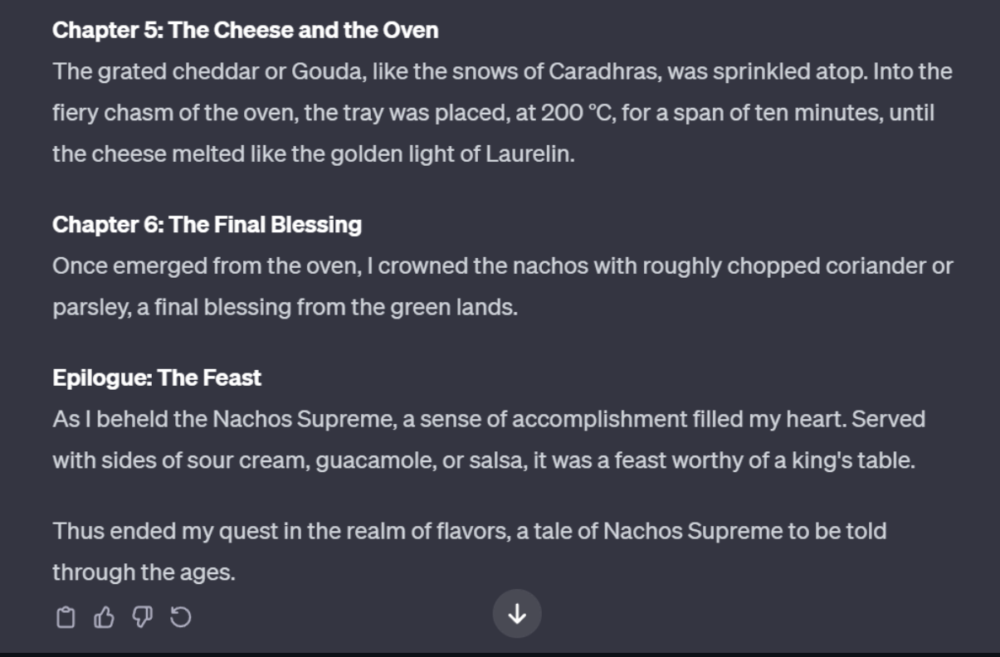 Chapter 5: The Cheese and the Oven
The grated cheddar or Gouda, like the snows of Caradhras, was sprinkled atop. Into the
fiery chasm of the oven, the tray was placed, at 200 °C, for a span of ten minutes, until
the cheese melted like the golden light of Laurelin.
Chapter 6: The Final Blessing
Once emerged from the oven, I crowned the nachos with roughly chopped coriander or
parsley, a final blessing from the green lands.
Epilogue: The Feast
As I beheld the Nachos Supreme, a sense of accomplishment filled my heart. Served
with sides of sour cream, guacamole, or salsa, it was a feast worthy of a king's table.
Thus ended my quest in the realm of flavors, a tale of Nachos Supreme to be told
through the ages.